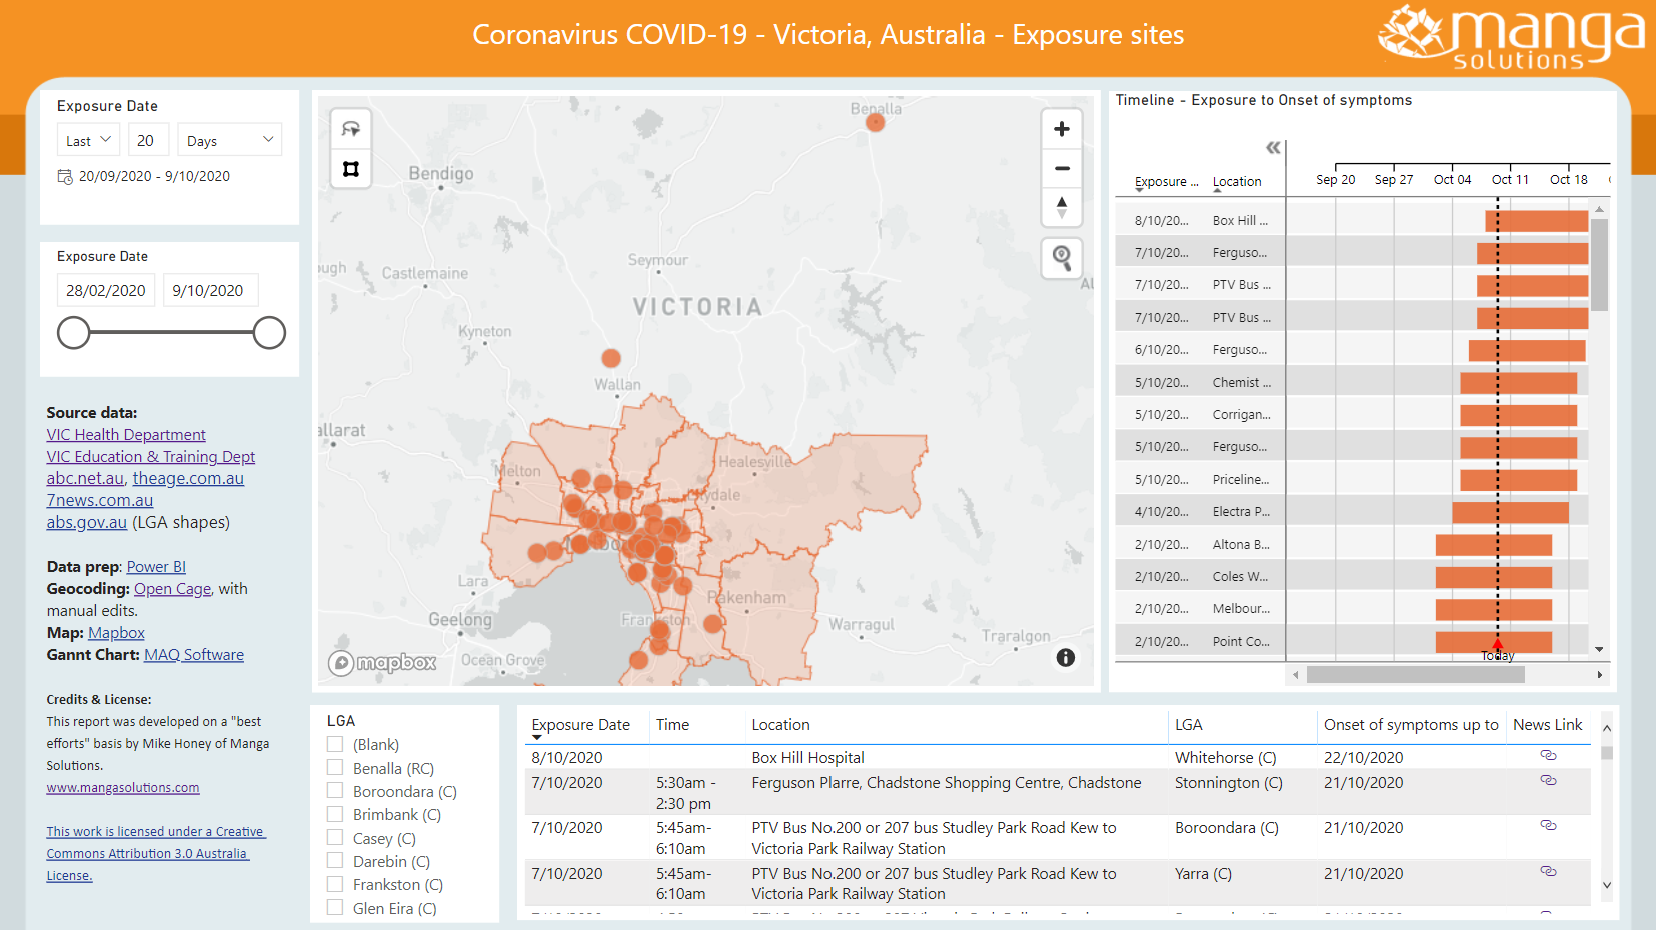 Coronavirus COVID-19 - Victoria, Australia - Exposure sites
manga
solutions
Exposure Date
Last
20
Days
20/09/2020 - 9/10/2020
Exposure Date
28/02/2020
9/10/2020
Source data:
VIC Health Department
VIC Education & Training Dept
abc.net.au, theage.com.au
7news.com.au
abs.gov.au (LGA shapes)
Data prep: Power BI
Geocoding: Open Cage, with
manual edits.
Map: Mapbox
Gannt Chart: MAQ Software
Credits & License:
This report was developed on a "best
efforts" basis by Mike Honey of Manga
Solutions.
www.mangasolutions.com
This work is licensed under a Creative
Commons Attribution 3.0 Australia
License.
Benalla
Bendigo
Seymour
Castlemaine
ough
VICTORIA
Kyneton
Wallan
allarat
Melton
Healesville
Lara
Pakenham
Geelong
Warragul
Traralgon
Ocean Grove
mapbox
Timeline - Exposure to Onset of symptoms
Exposure ... Location
Sep 20 Sep 27 Oct 04 Oct 11 Oct 18
8/10/20... Box Hill ...
7/10/20... Ferguso...
7/10/20... PTV Bus ...
7/10/20... PTV Bus ...
6/10/20... Ferguso...
5/10/20... Chemist ...
5/10/20... Corrigan...
5/10/20... Ferguso...
5/10/20... Priceline...
4/10/20... Electra P...
2/10/20... Altona B...
2/10/20... Coles W...
2/10/20... Melbour...
2/10/20... Point Co...
Today
LGA
(Blank)
Benalla (RC)
Boroondara (C)
Brimbank (C)
Casey (C)
Darebin (C)
Frankston (C)
Glen Eira (C)
Exposure Date Time Location LGA Onset of symptoms up to News Link
8/10/2020 Box Hill Hospital Whitehorse (C) 22/10/2020
7/10/2020 5:30am - Ferguson Plarre, Chadstone Shopping Centre, Chadstone Stonnington (C) 21/10/2020
2:30 pm
7/10/2020 5:45am- PTV Bus No.200 or 207 bus Studley Park Road Kew to Boroondara (C) 21/10/2020
6:10am Victoria Park Railway Station
7/10/2020 5:45am- PTV Bus No.200 or 207 bus Studley Park Road Kew to Yarra (C) 21/10/2020
6:10am Victoria Park Railway Station